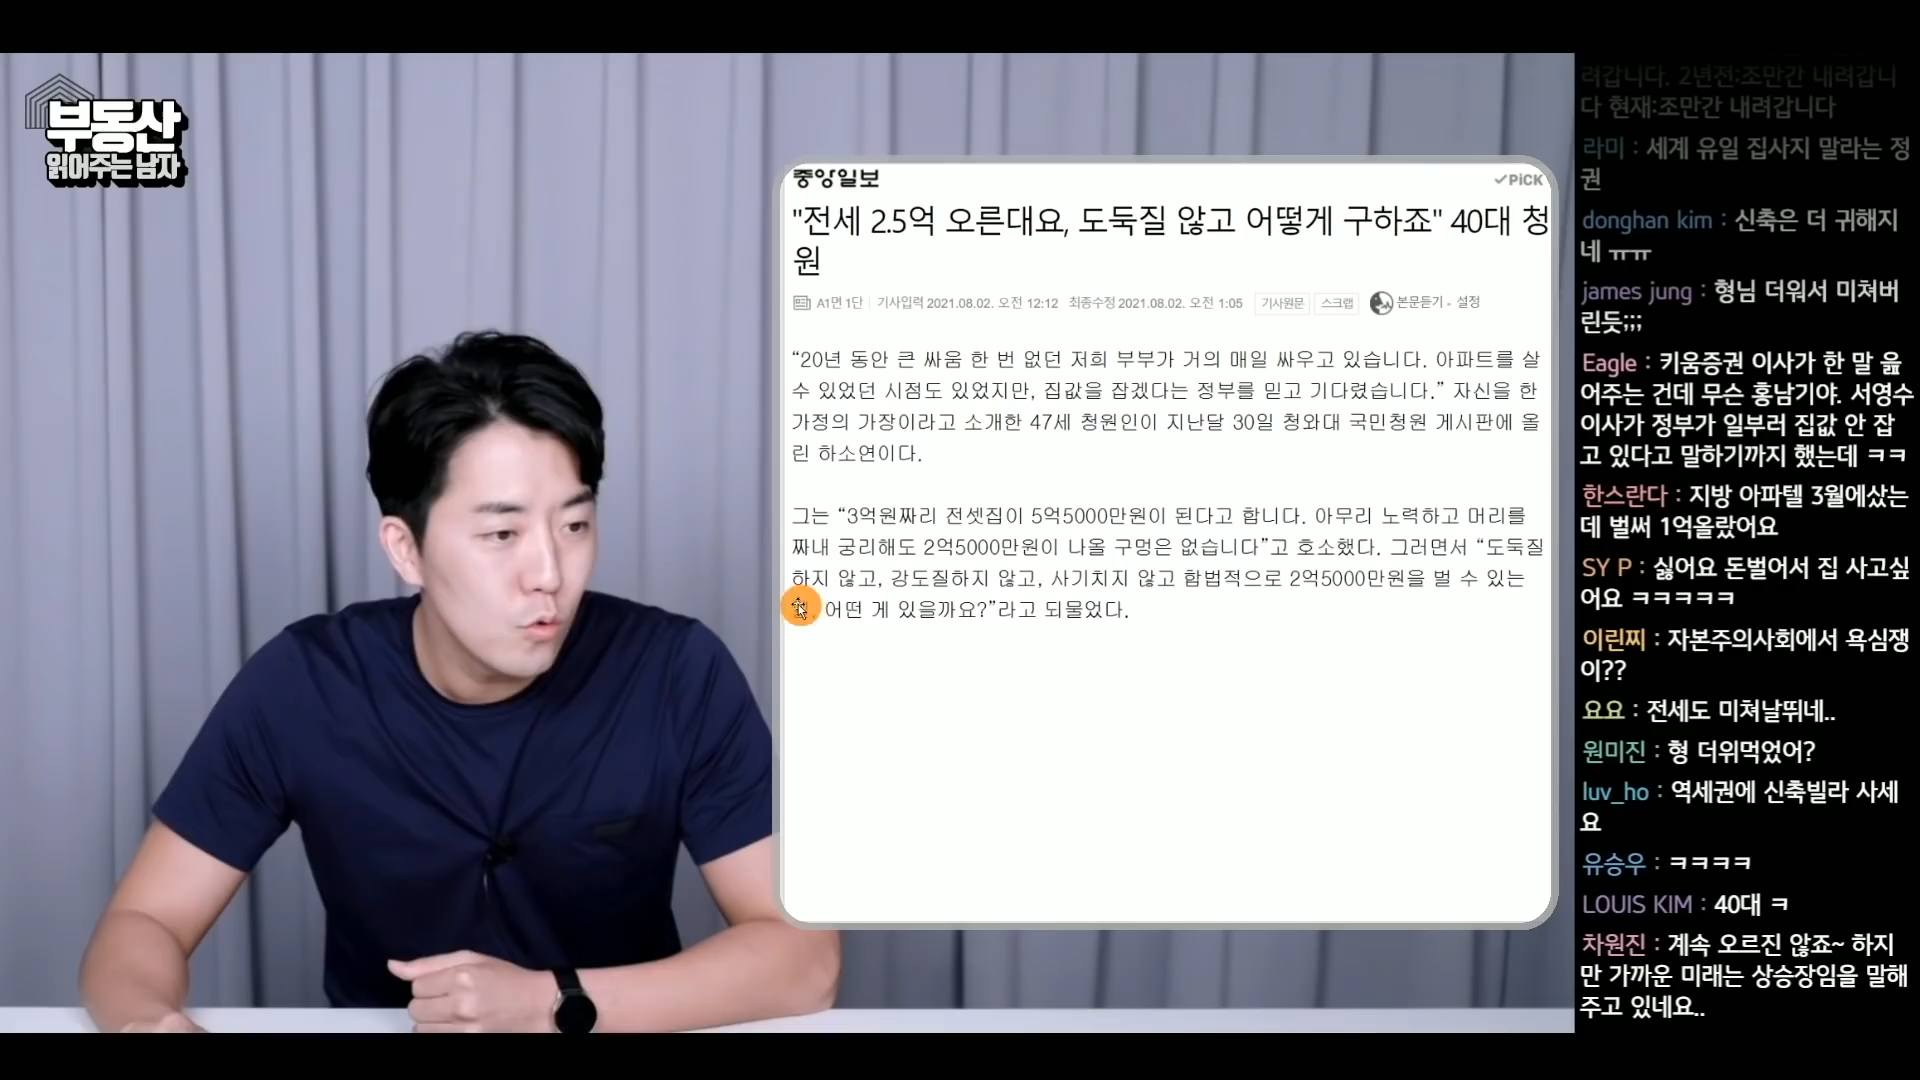 부동산
읽어주는 남자
중앙일보
PiCK
"전세 2.5억 오른대요, 도둑질 않고 어떻게 구하죠" 40대 청
원
A1면 1단 기사입력 2021.08.02. 오전 12:12 최종수정 2021.08.02. 오전 1:05 기사원문 스크랩 본문듣기 · 설정
“20년 동안 큰 싸움 한 번 없던 저희 부부가 거의 매일 싸우고 있습니다. 아파트를 살
수 있었던 시점도 있었지만, 집값을 잡겠다는 정부를 믿고 기다렸습니다.” 자신을 한
가정의 가장이라고 소개한 47세 청원인이 지난달 30일 청와대 국민청원 게시판에 올
린 하소연이다.
그는 “3억원짜리 전셋집이 5억5000만원이 된다고 합니다. 아무리 노력하고 머리를
짜내 궁리해도 2억5000만원이 나올 구멍은 없습니다”고 호소했다. 그러면서 “도둑질
하지 않고, 강도질하지 않고, 사기치지 않고 합법적으로 2억5000만원을 벌 수 있는
어떤 게 있을까요?”라고 되물었다.
려갑니다. 2년전:조만간 내려갑니
다 현재:조만간 내려갑니다
라미 : 세계 유일 집사지 말라는 정
권
donghan kim : 신축은 더 귀해지
네 ㅠㅠ
james jung : 형님 더워서 미쳐버
린듯;;;
Eagle : 키움증권 이사가 한 말 읊
어주는 건데 무슨 홍남기야. 서영수
이사가 정부가 일부러 집값 안 잡
고 있다고 말하기까지 했는데 ㅋㅋ
한스란다 : 지방 아파텔 3월에샀는
데 벌써 1억올랐어요
SY P : 싫어요 돈벌어서 집 사고싶
어요 ㅋㅋㅋㅋㅋ
이린찌 : 자본주의사회에서 욕심쟁
이??
요요 : 전세도 미쳐날뛰네..
원미진 : 형 더위먹었어?
luv_ho : 역세권에 신축빌라 사세
요
유승우 : ㅋㅋㅋㅋ
LOUIS KIM : 40대 ㅋ
차원진 : 계속 오르진 않죠~ 하지
만 가까운 미래는 상승장임을 말해
주고 있네요..